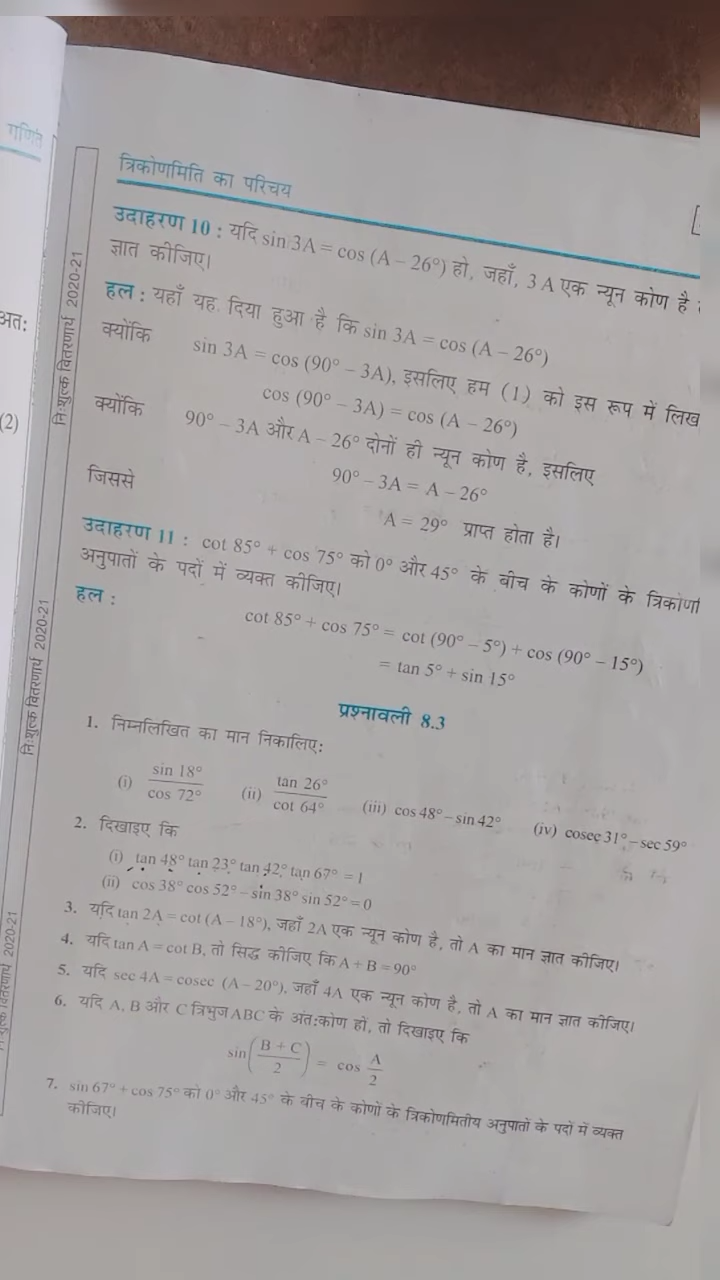 गणित
त्रिकोणमिति का परिचय
उदाहरण 10 : यदि sin 3A = cos (A – 26°) हो, जहाँ, 3 A एक न्यून कोण है
ज्ञात कीजिए।
हल : यहाँ यह दिया हुआ है कि sin 3A = cos (A – 26°)
क्योंकि sin 3A = cos (90° – 3A), इसलिए हम (1) को इस रूप में लिख
cos (90° – 3A) = cos (A – 26°)
क्योंकि 90° – 3A और A – 26° दोनों ही न्यून कोण है, इसलिए
90° – 3A = A – 26°
जिससे A = 29° प्राप्त होता है।
उदाहरण 11 : cot 85° + cos 75° को 0° और 45° के बीच के कोणों के
अनुपातों के पदों में व्यक्त कीजिए।
हल :
cot 85° + cos 75° = cot (90° – 5°) + cos (90° – 15°)
= tan 5° + sin 15°
प्रश्नावली 8.3
1. निम्नलिखित का मान निकालिए:
(i) sin 18° / cos 72° (ii) tan 26° / cot 64° (iii) cos 48° – sin 42° (iv) cosec 31° – sec 59°
2. दिखाइए कि
(i) tan 48° tan 23° tan 42° tan 67° = 1
(ii) cos 38° cos 52° – sin 38° sin 52° = 0
3. यदि tan 2A = cot (A – 18°), जहाँ 2A एक न्यून कोण है, तो A का मान ज्ञात कीजिए।
4. यदि tan A = cot B, तो सिद्ध कीजिए कि A + B = 90°
5. यदि sec 4A = cosec (A – 20°), जहाँ 4A एक न्यून कोण है, तो A का मान ज्ञात कीजिए।
6. यदि A, B और C त्रिभुज ABC के अंत:कोण हों, तो दिखाइए कि
sin((B + C) / 2) = cos A / 2
7. sin 67° + cos 75° को 0° और 45° के बीच के कोणों के त्रिकोणमितीय अनुपातों के पदों में व्यक्त
कीजिए।
नि:शुल्क वितरणार्थ 2020-21
नि:शुल्क वितरणार्थ 2020-21
वितरणार्थ 2020-21
अत:
(2)